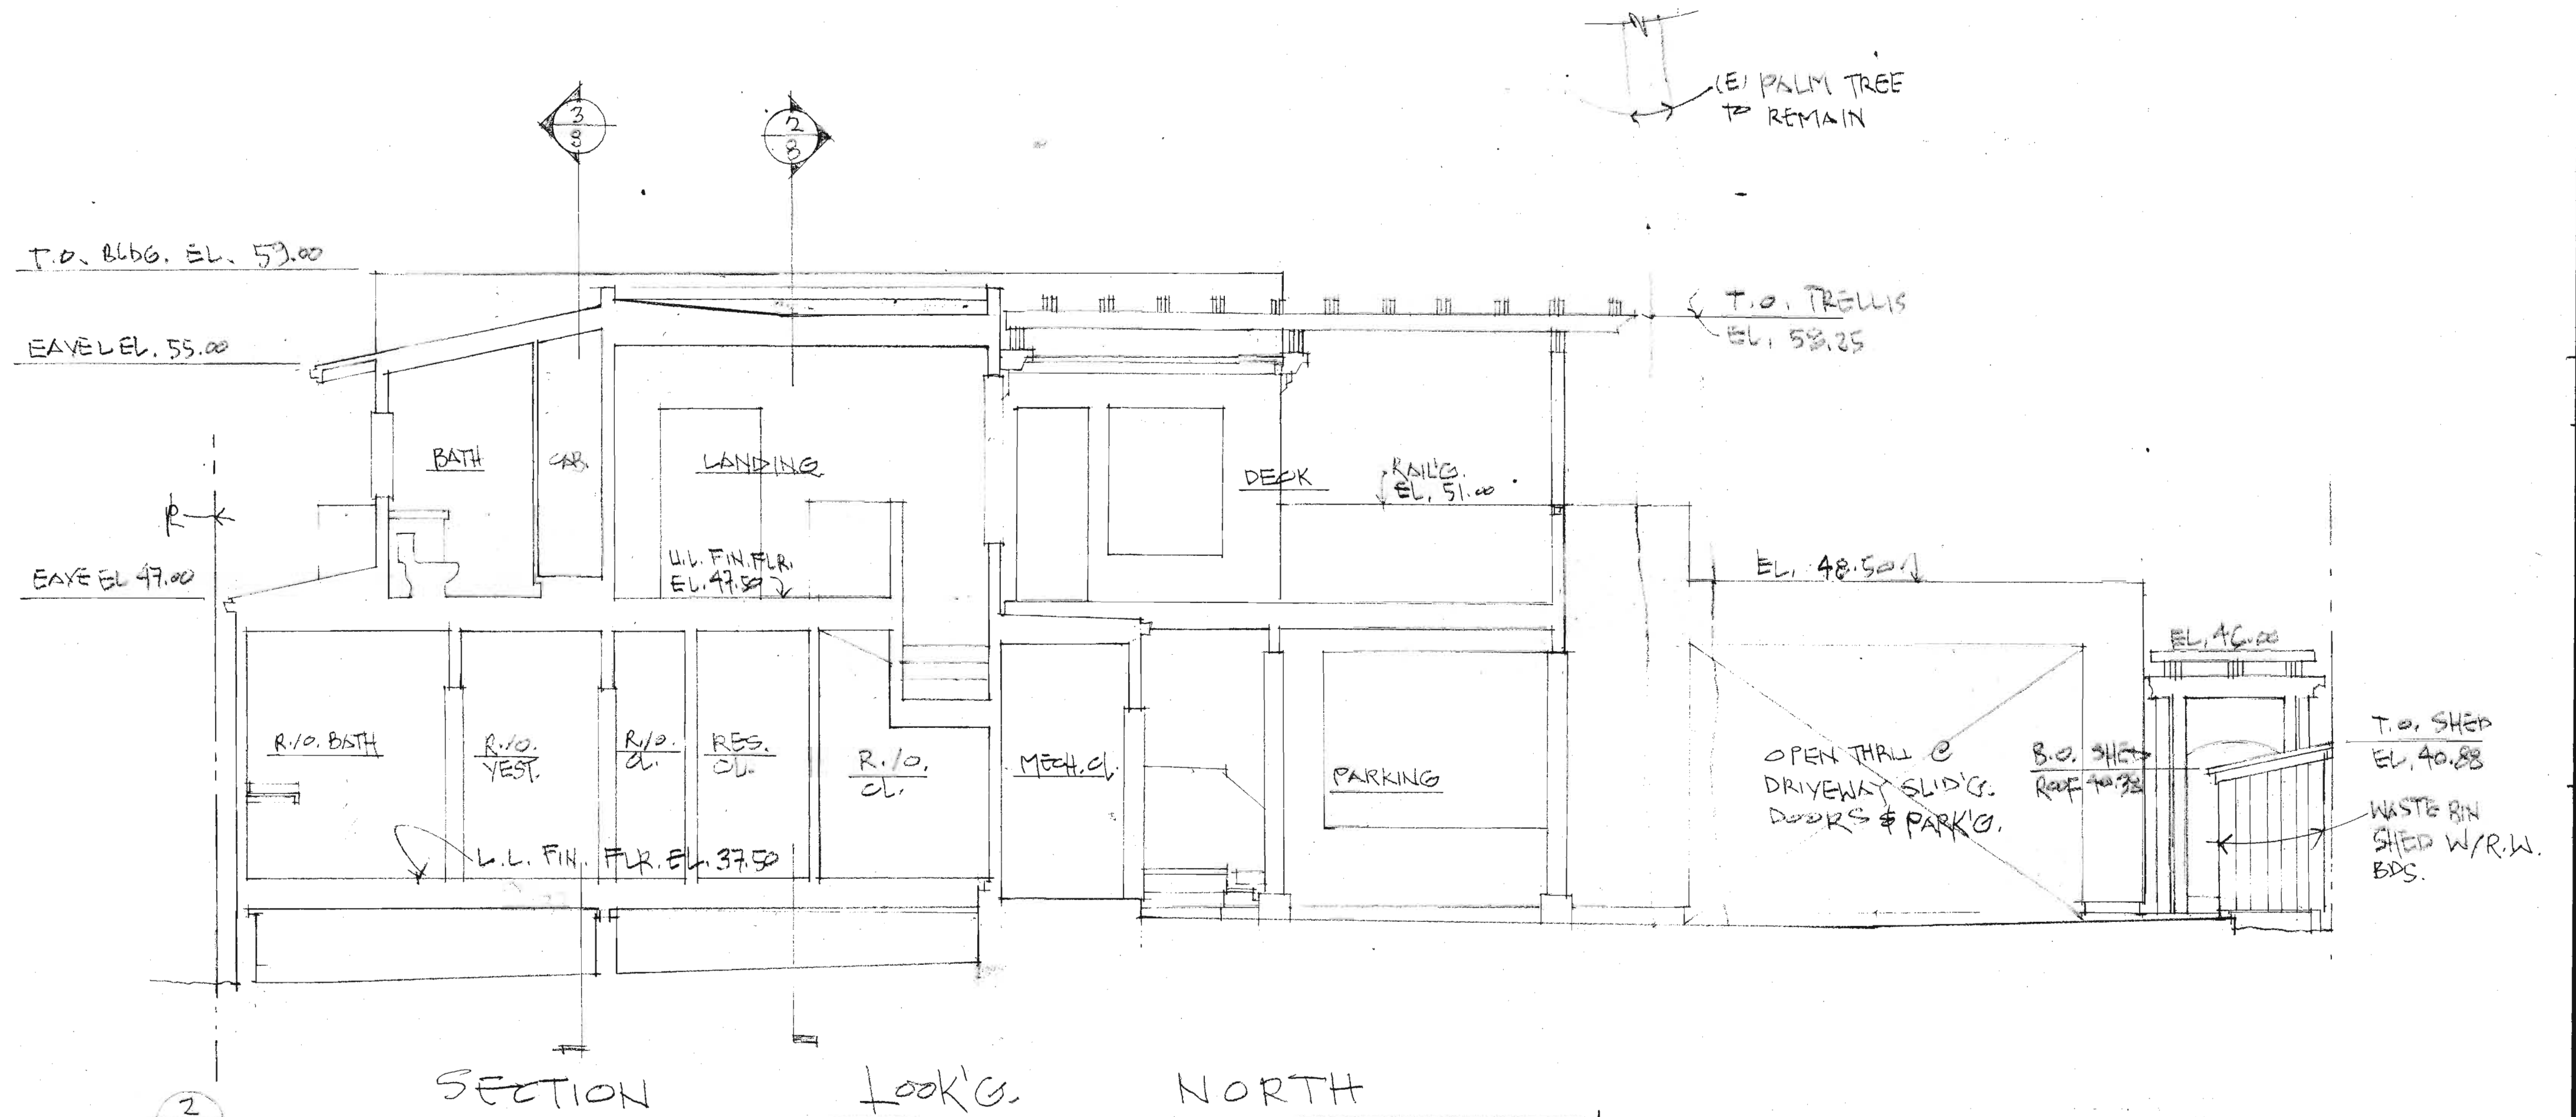 (E) PALM TREE
TO REMAIN
3
8
2
8
T.O. BLDG. EL. 59.00
T.O. TRELLIS
EL. 58.25
EAVE EL. 55.00
BATH
CAB.
LANDING
DECK
RAIL'G.
EL. 51.00
PL
U.L. FIN. FLR.
EL. 47.50
EAVE EL 47.00
EL. 48.50
EL. 46.00
R./O. BATH
R./O.
VEST.
R./O.
CL.
RES.
CL.
R./O.
CL.
MECH. CL.
PARKING
OPEN THRU @
DRIVEWAY SLID'G.
DOORS & PARK'G.
B.O. SHED
ROOF 40.38
T.O. SHED
EL. 40.88
WASTE BIN
SHED W/R.W.
BDS.
L.L. FIN. FLR. EL. 37.50
SECTION LOOK'G. NORTH
2